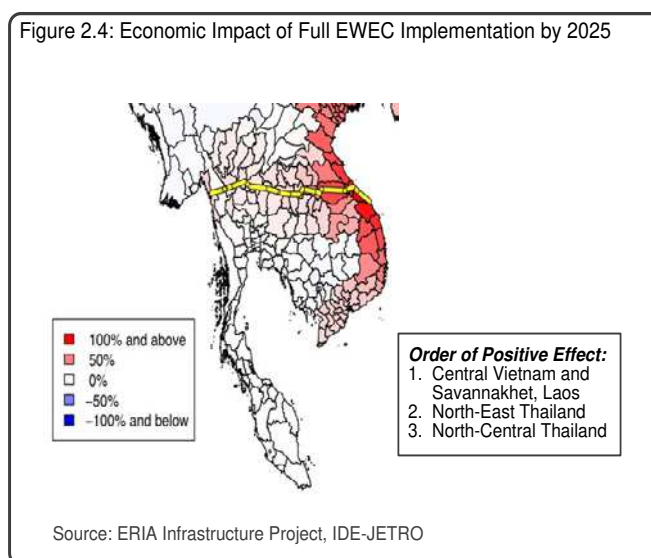 Figure 2.4: Economic Impact of Full EWEC Implementation by 2025
100% and above
50%
0%
−50%
−100% and below
Order of Positive Effect:
1. Central Vietnam and
Savannakhet, Laos
2. North-East Thailand
3. North-Central Thailand
Source: ERIA Infrastructure Project, IDE-JETRO